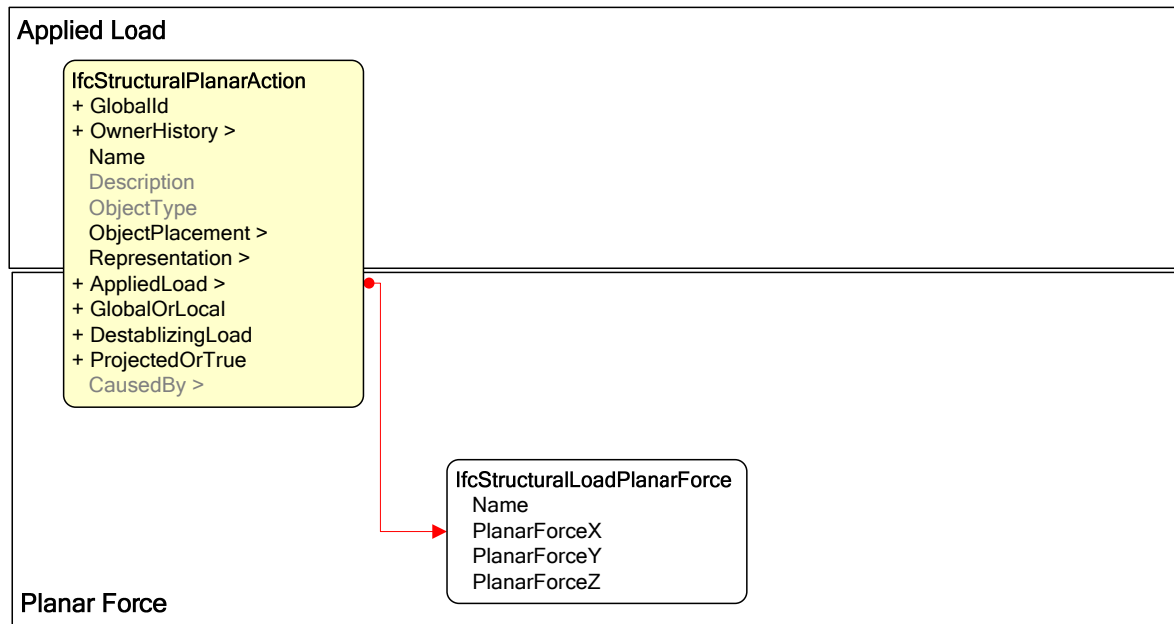 Applied Load
IfcStructuralPlanarAction
+ GlobalId
+ OwnerHistory >
Name
Description
ObjectType
ObjectPlacement >
Representation >
+ AppliedLoad >
+ GlobalOrLocal
+ DestablizingLoad
+ ProjectedOrTrue
CausedBy >
IfcStructuralLoadPlanarForce
Name
PlanarForceX
PlanarForceY
PlanarForceZ
Planar Force